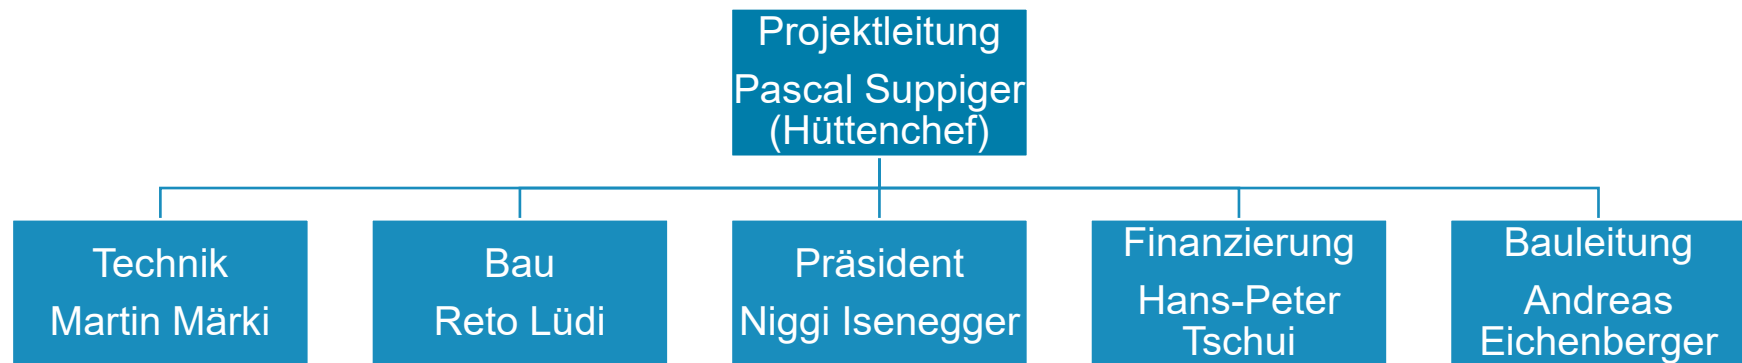 Projektleitung
Pascal Suppiger
(Hüttenchef)
Technik
Martin Märki
Bau
Reto Lüdi
Präsident
Niggi Isenegger
Finanzierung
Hans-Peter
Tschui
Bauleitung
Andreas
Eichenberger